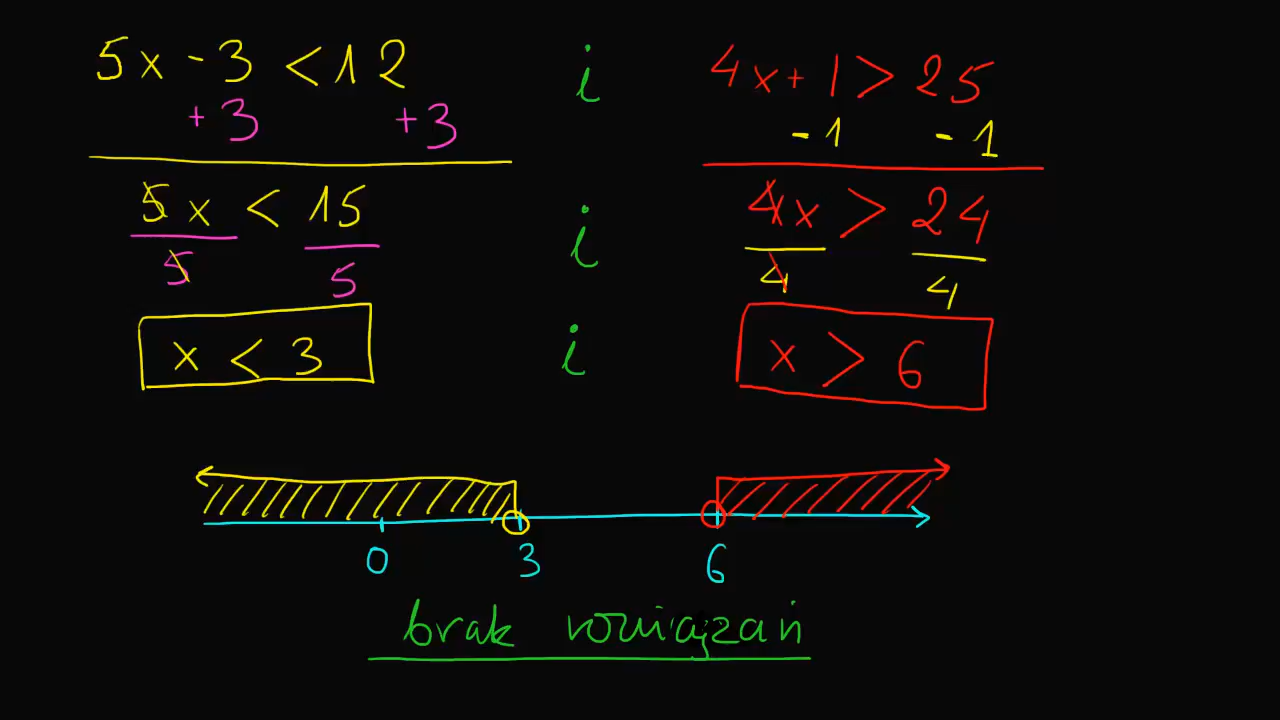 5x - 3 < 12 i 4x + 1 > 25
+3 +3 -1 -1
5x < 15 i 4x > 24
5 5 4 4
x < 3 i x > 6
0 3 6
brak rozwiązań